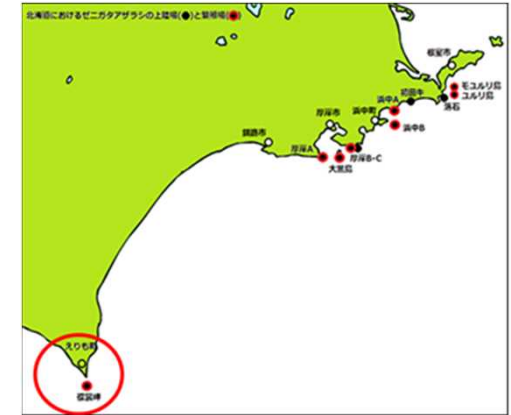 北海道におけるゼニガタアザラシの上陸場(●)と繁殖場(●)
根室市
モユルリ島
ユルリ島
落石
初田牛
浜中A
浜中B
浜中町
厚岸市
厚岸A
厚岸B・C
大黒島
釧路市
えりも町
襟裳岬